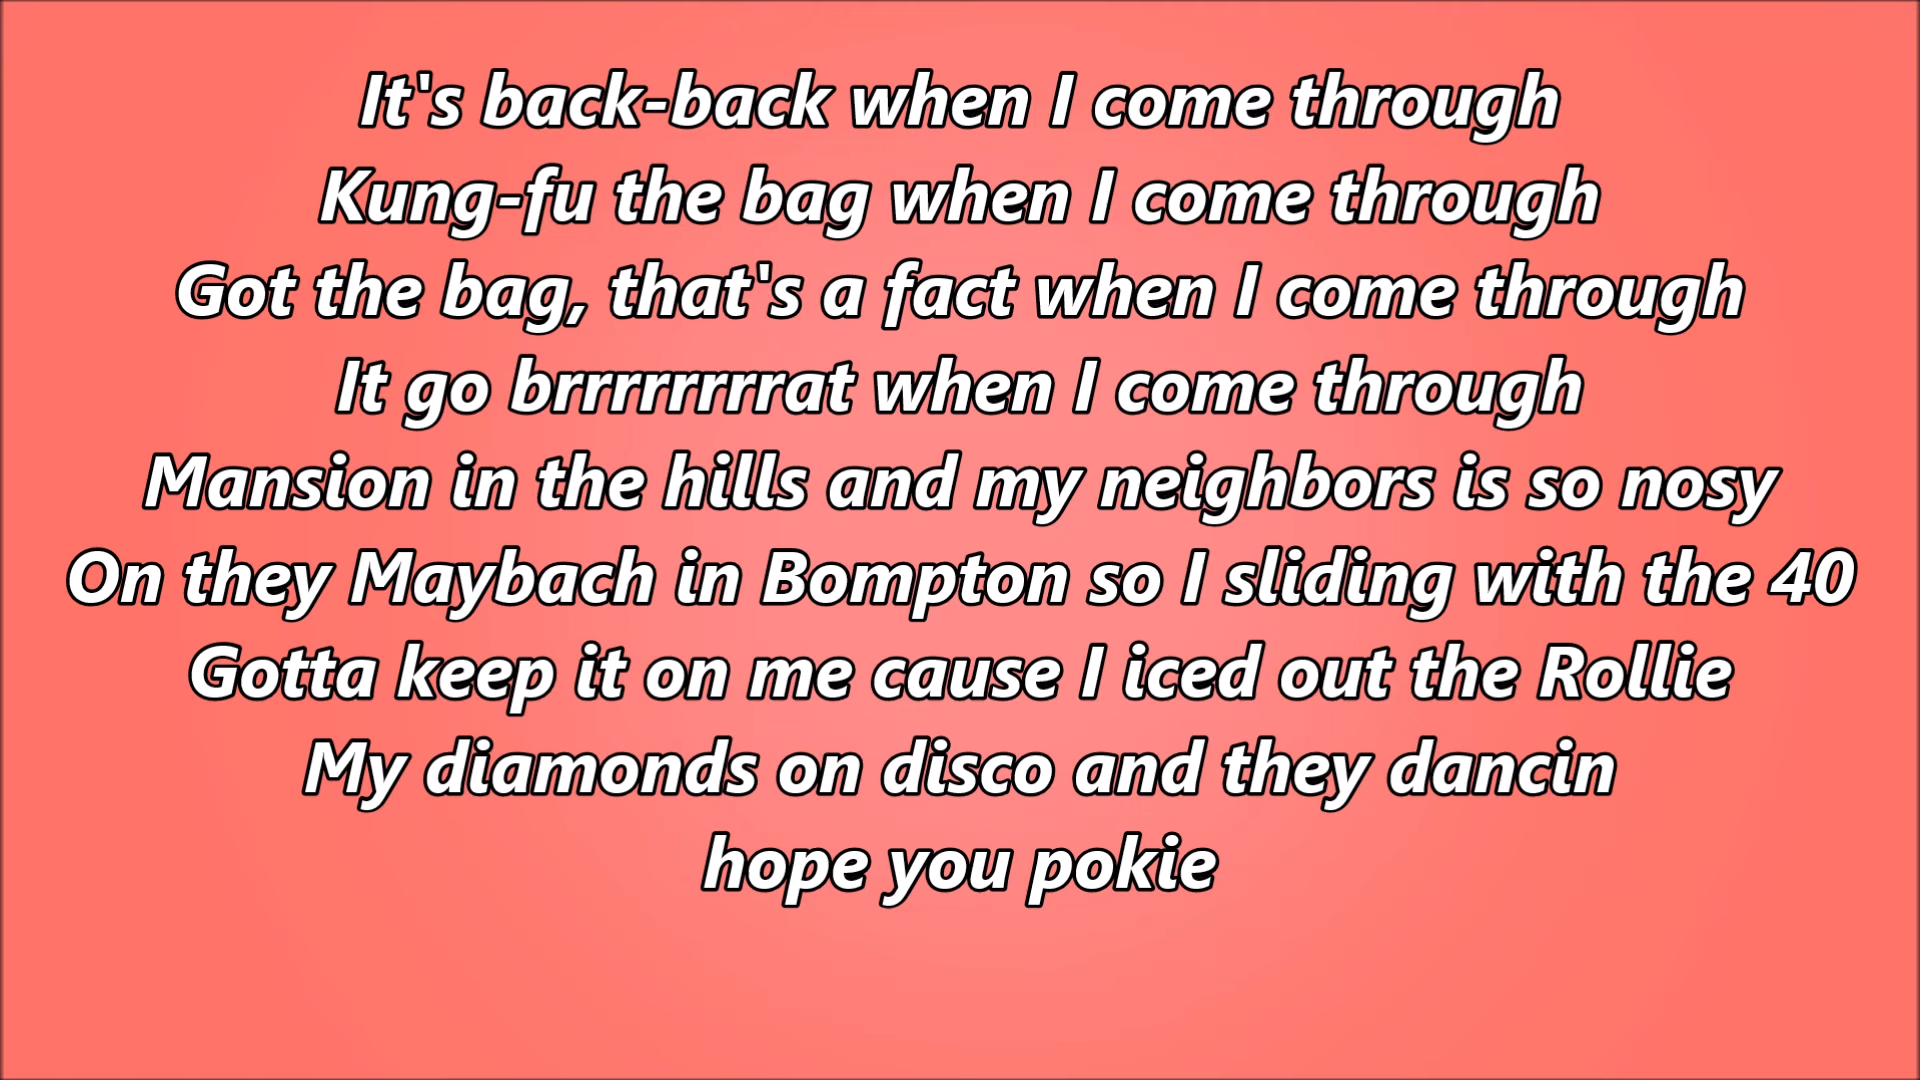 It's back-back when I come through
Kung-fu the bag when I come through
Got the bag, that's a fact when I come through
It go brrrrrrrrrat when I come through
Mansion in the hills and my neighbors is so nosy
On they Maybach in Bompton so I sliding with the 40
Gotta keep it on me cause I iced out the Rollie
My diamonds on disco and they dancin
hope you pokie